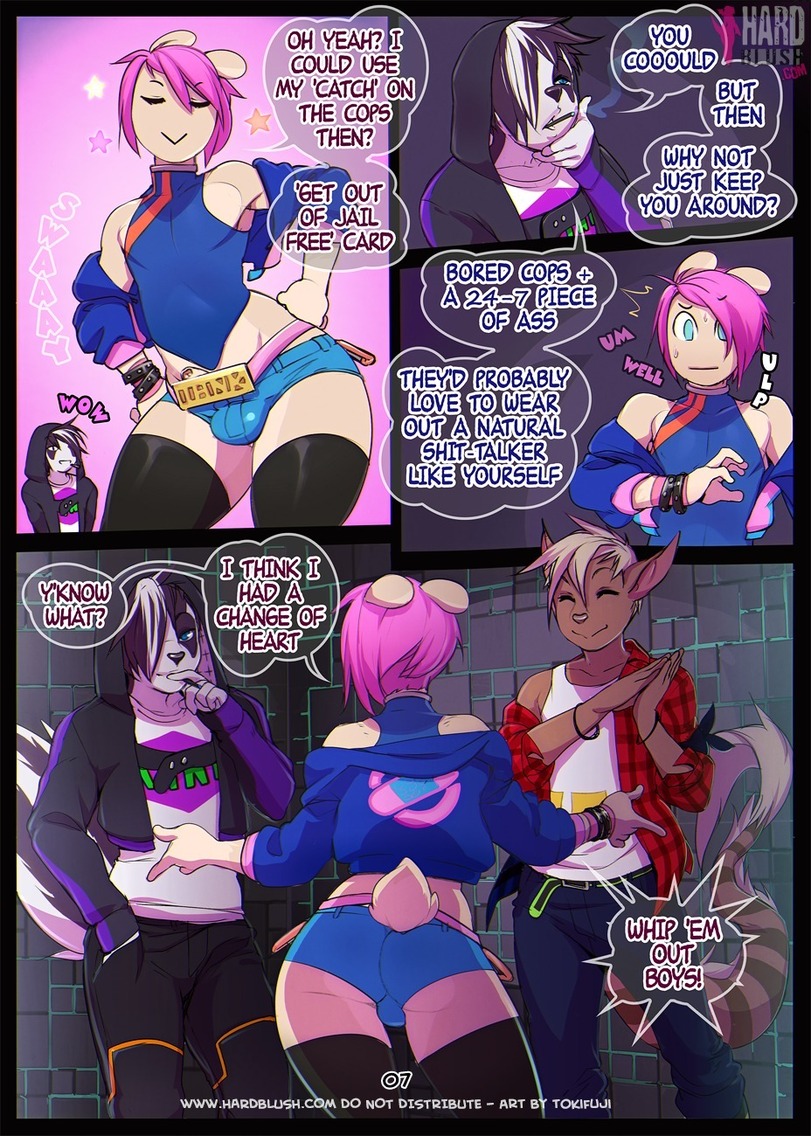 OH YEAH? I
COULD USE
MY 'CATCH' ON
THE COPS
THEN?
'GET OUT
OF JAIL
FREE' CARD
SWAAAY
WOW
YOU
COOOULD
BUT
THEN
WHY NOT
JUST KEEP
YOU AROUND?
HARD
BLUSH
.COM
BORED COPS +
A 24-7 PIECE
OF ASS
THEY'D PROBABLY
LOVE TO WEAR
OUT A NATURAL
SHIT-TALKER
LIKE YOURSELF
UM
WELL
ULP
Y'KNOW
WHAT?
I THINK I
HAD A
CHANGE OF
HEART
WHIP 'EM
OUT
BOYS!
07
WWW.HARDBLUSH.COM DO NOT DISTRIBUTE - ART BY TOKIFUJI